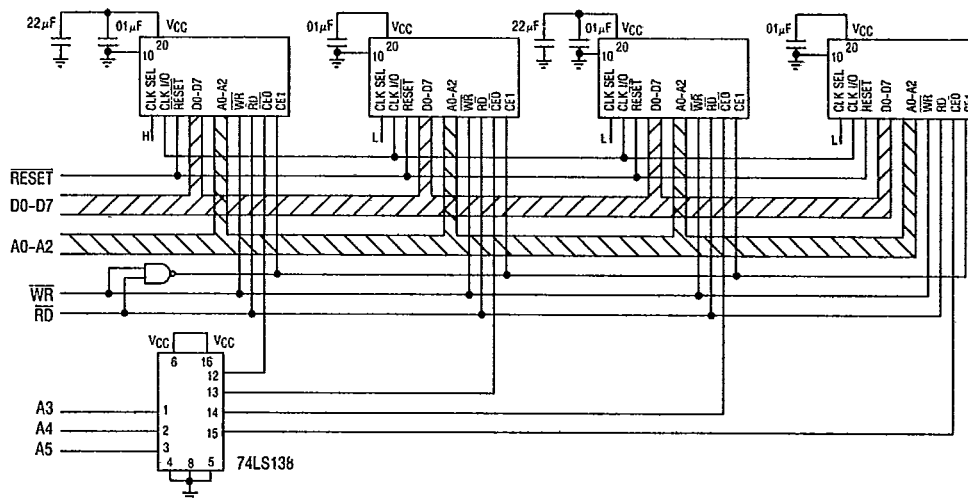 22µF 01µF VCC
10 20
CLK SEL CLK I/O RESET D0-D7 A0-A2 WR RD CE0 CE1
H
01µF VCC
10 20
CLK SEL CLK I/O RESET D0-D7 A0-A2 WR RD CE0 CE1
L
22µF 01µF VCC
10 20
CLK SEL CLK I/O RESET D0-D7 A0-A2 WR RD CE0 CE1
L
01µF VCC
10 20
CLK SEL CLK I/O RESET D0-D7 A0-A2 WR RD CE0 CE1
L
RESET
D0-D7
A0-A2
WR
RD
VCC VCC
6 16
12
13
14
15
A3 1
A4 2
A5 3
4 8 5
74LS138